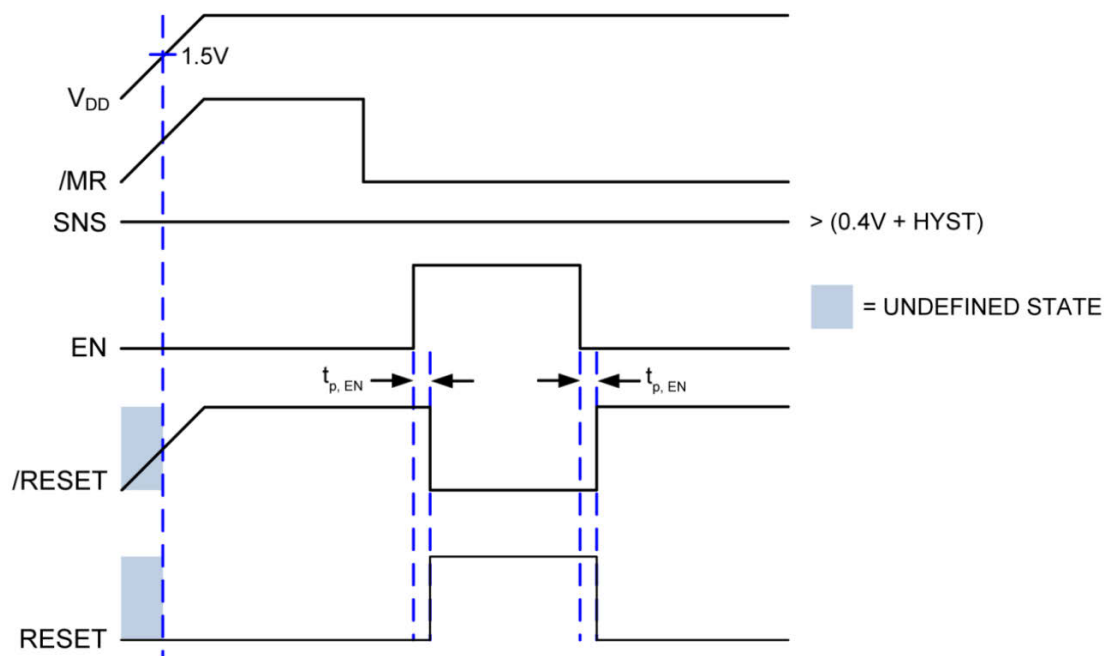 1.5V
VDD
/MR
SNS
> (0.4V + HYST)
= UNDEFINED STATE
EN
tp, EN
tp, EN
/RESET
RESET